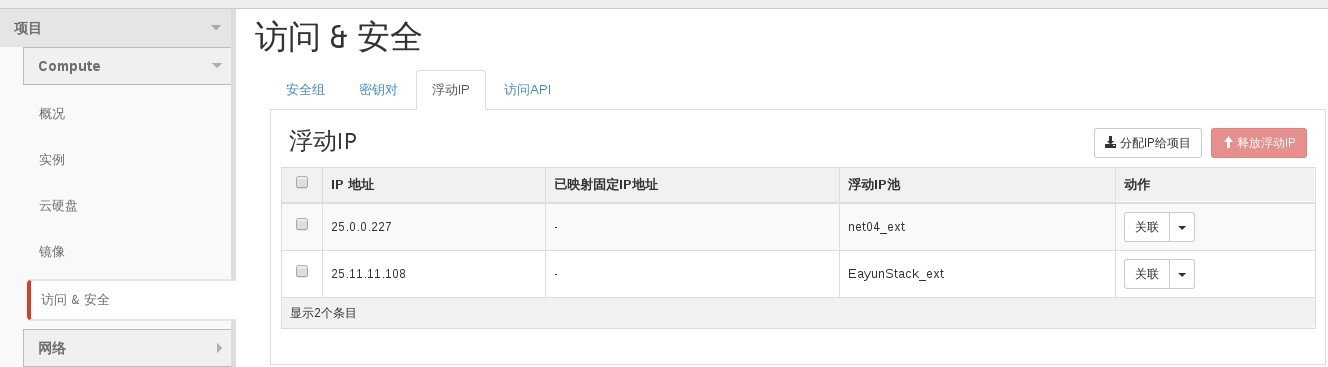 项目
Compute
概况
实例
云硬盘
镜像
访问 & 安全
网络
访问 & 安全
安全组 密钥对 浮动IP 访问API
浮动IP
分配IP给项目 释放浮动IP
IP 地址 已映射固定IP地址 浮动IP池 动作
25.0.0.227 - net04_ext 关联
25.11.11.108 - EayunStack_ext 关联
显示2个条目